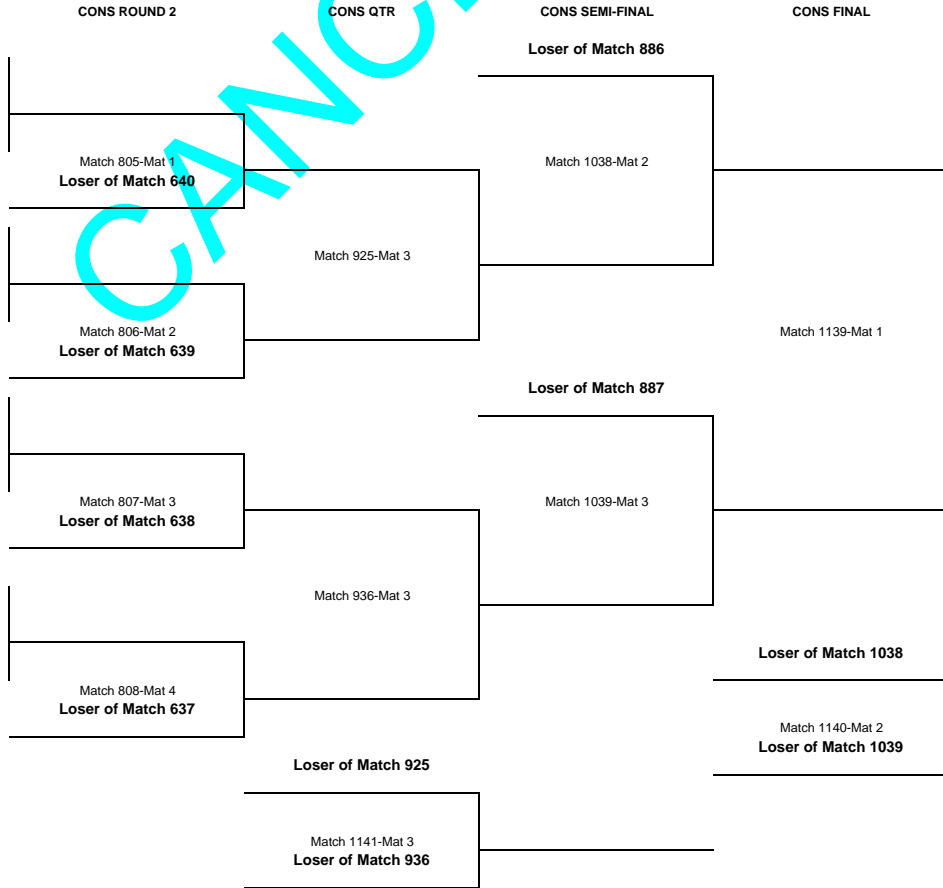 CONS ROUND 2
CONS QTR
CONS SEMI-FINAL
CONS FINAL
Loser of Match 886
Match 805-Mat 1
Loser of Match 640
Match 1038-Mat 2
Match 925-Mat 3
Match 806-Mat 2
Loser of Match 639
Match 1139-Mat 1
Loser of Match 887
Match 807-Mat 3
Loser of Match 638
Match 1039-Mat 3
Match 936-Mat 3
Loser of Match 1038
Match 808-Mat 4
Loser of Match 637
Match 1140-Mat 2
Loser of Match 1039
Loser of Match 925
Match 1141-Mat 3
Loser of Match 936
CANC